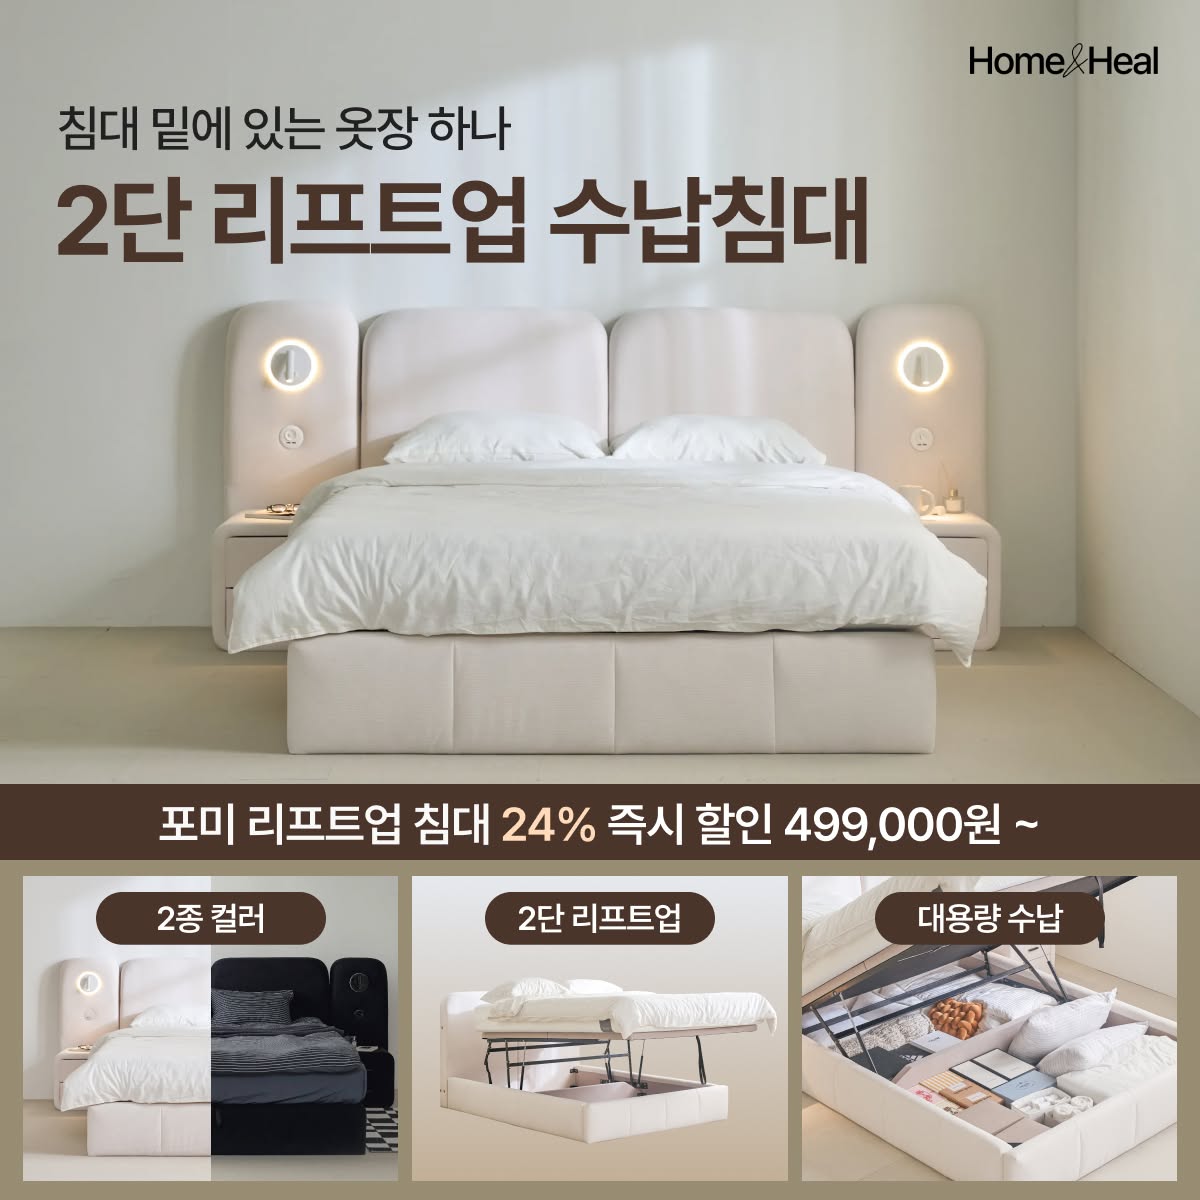 Home&Heal
침대 밑에 있는 옷장 하나
2단 리프트업 수납침대
포미 리프트업 침대 24% 즉시 할인 499,000원 ~
2종 컬러
2단 리프트업
대용량 수납